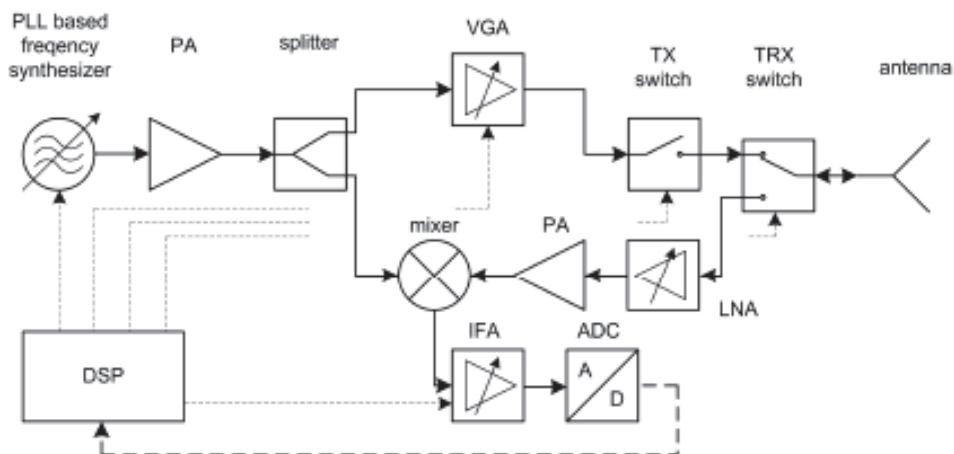 PLL based
freqency
synthesizer
PA
splitter
VGA
TX
switch
TRX
switch
antenna
mixer
PA
LNA
DSP
IFA
ADC
A
D